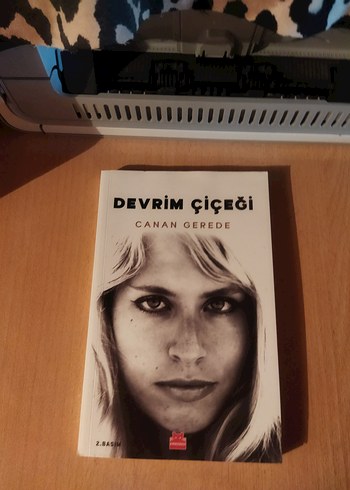 DEVRİM ÇİÇEĞİ
CANAN GEREDE
2.BASIM